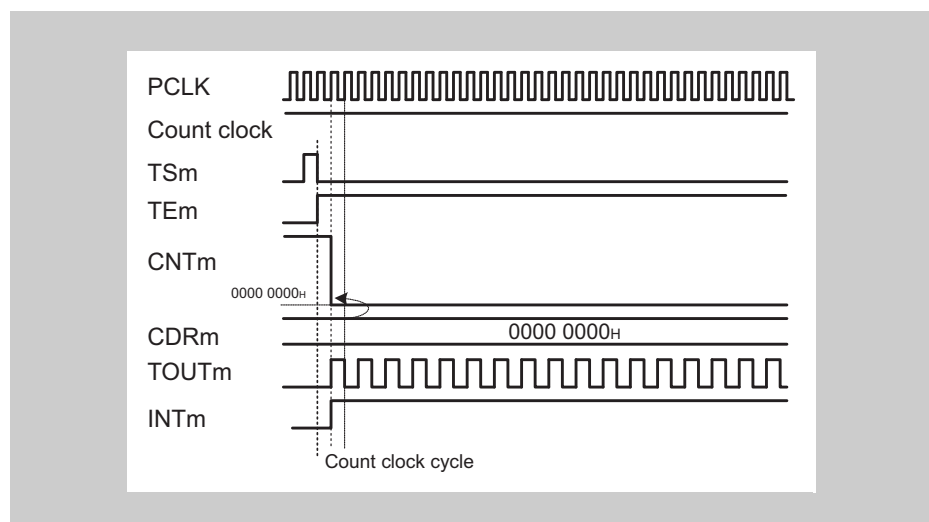 PCLK
Count clock
TSm
TEm
CNTm
0000 0000H
CDRm
0000 0000H
TOUTm
INTm
Count clock cycle